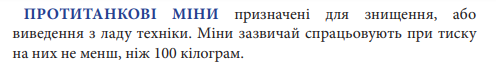 ПРОТИТАНКОВІ МІНИ призначені для знищення, або
виведення з ладу техніки. Міни зазвичай спрацьовують при тиску
на них не менш, ніж 100 кілограм.